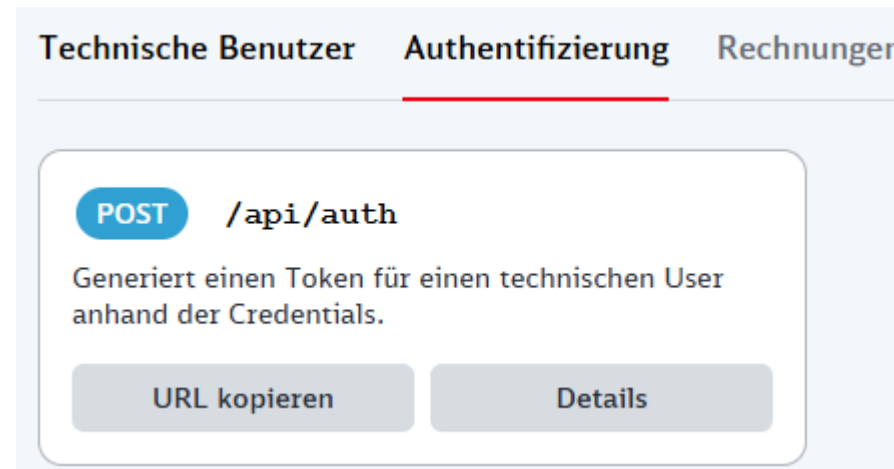 Technische Benutzer Authentifizierung Rechnungen
POST /api/auth
Generiert einen Token für einen technischen User
anhand der Credentials.
URL kopieren Details